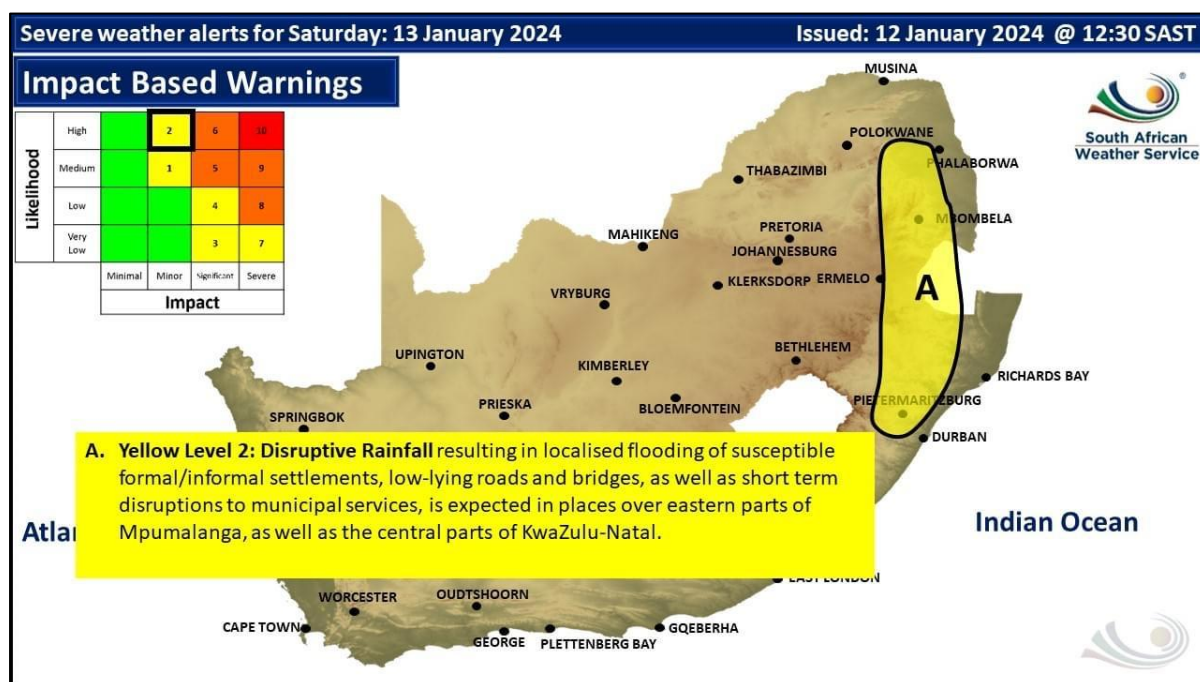 Severe weather alerts for Saturday: 13 January 2024
Issued: 12 January 2024 @ 12:30 SAST
Impact Based Warnings
Likelihood
High 2 6 10
Medium 1 5 9
Low 4 8
Very Low 3 7
Minimal Minor Significant Severe
Impact
®
South African
Weather Service
MUSINA
POLOKWANE
PHALABORWA
THABAZIMBI
MBOMBELA
PRETORIA
MAHIKENG
JOHANNESBURG
KLERKSDORP
ERMELO
A
VRYBURG
BETHLEHEM
UPINGTON
KIMBERLEY
RICHARDS BAY
PRIESKA
BLOEMFONTEIN
PIETERMARITZBURG
SPRINGBOK
DURBAN
A. Yellow Level 2: Disruptive Rainfall resulting in localised flooding of susceptible
formal/informal settlements, low-lying roads and bridges, as well as short term
disruptions to municipal services, is expected in places over eastern parts of
Mpumalanga, as well as the central parts of KwaZulu-Natal.
Indian Ocean
EAST LONDON
WORCESTER
OUDTSHOORN
CAPE TOWN
GEORGE
PLETTENBERG BAY
GQEBERHA